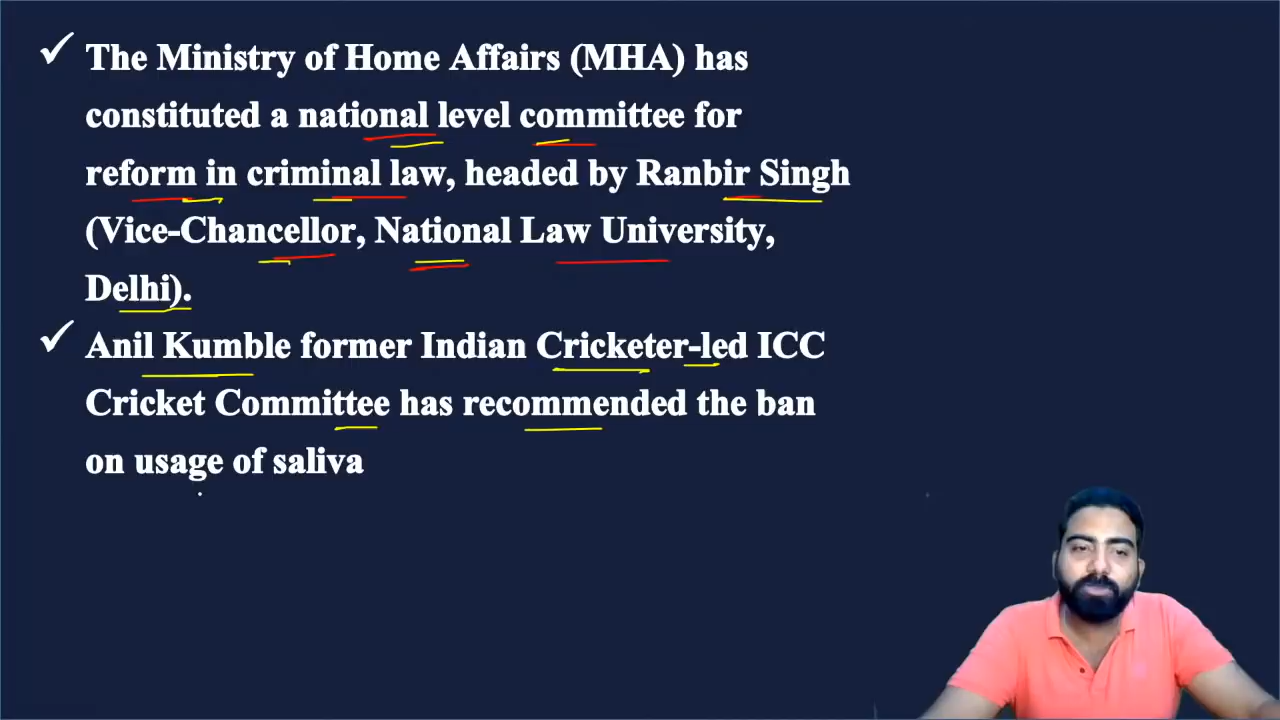 ✓ The Ministry of Home Affairs (MHA) has
constituted a national level committee for
reform in criminal law, headed by Ranbir Singh
(Vice-Chancellor, National Law University,
Delhi).
✓ Anil Kumble former Indian Cricketer-led ICC
Cricket Committee has recommended the ban
on usage of saliva